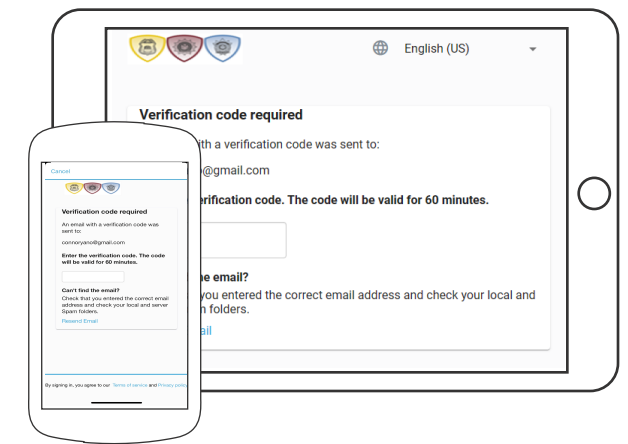 English (US)
Verification code required
ith a verification code was sent to:
o@gmail.com
erification code. The code will be valid for 60 minutes.
he email?
you entered the correct email address and check your local and
n folders.
ail
Cancel
Verification code required
An email with a verification code was
sent to:
connoryano@gmail.com
Enter the verification code. The code
will be valid for 60 minutes.
Can't find the email?
Check that you entered the correct email
address and check your local and server
Spam folders.
Resend Email
By signing in, you agree to our Terms of service and Privacy policy